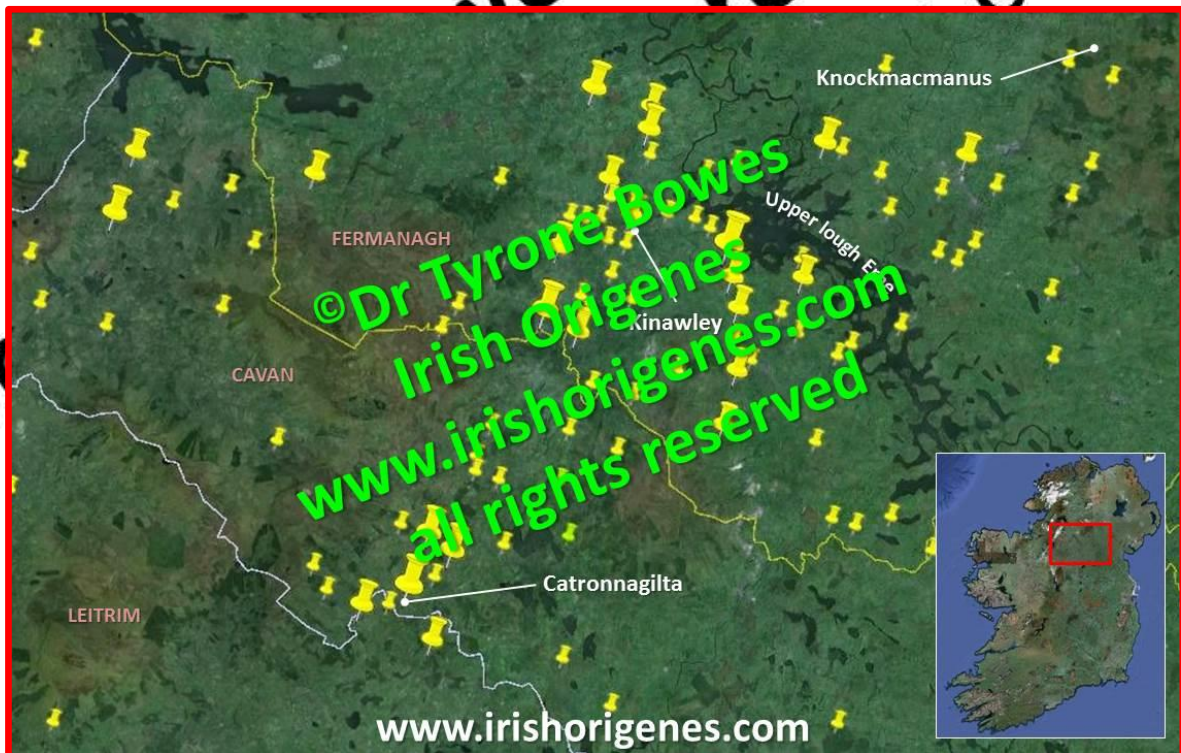 Knockmacmanus
Upper lough Erne
FERMANAGH
©Dr Tyrone Bowes
Irish Origenes
www.irishorigenes.com
all rights reserved
Kinawley
CAVAN
Catronnagilta
LEITRIM
www.irishorigenes.com